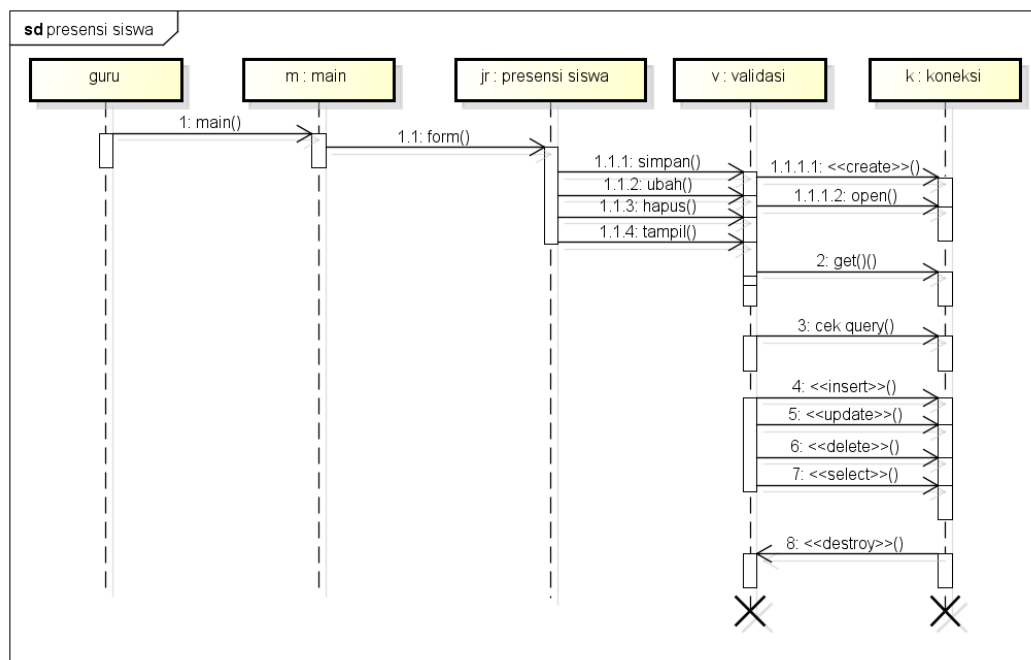 sd presensi siswa
guru
m : main
jr : presensi siswa
v : validasi
k : koneksi
1: main()
1.1: form()
1.1.1: simpan()
1.1.1.1: <<create>>()
1.1.2: ubah()
1.1.1.2: open()
1.1.3: hapus()
1.1.4: tampil()
2: get()()
3: cek query()
4: <<insert>>()
5: <<update>>()
6: <<delete>>()
7: <<select>>()
8: <<destroy>>()